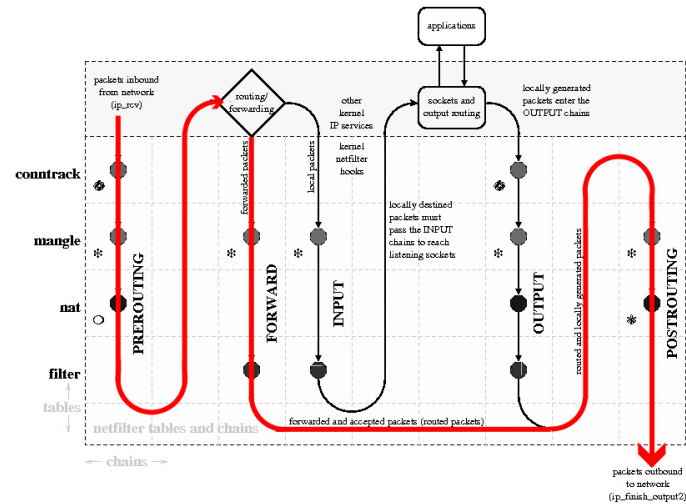 applications
packets inbound
from network
(ip_rcv)
routing/
forwarding
other
kernel
IP services
sockets and
output routing
locally generated
packets enter the
OUTPUT chains
kernel
netfilter
hooks
forwarded packets
local packets
conntrack
locally destined
packets must
pass the INPUT
chains to reach
listening sockets
mangle
nat
filter
PREROUTING
FORWARD
INPUT
OUTPUT
routed and locally generated packets
POSTROUTING
tables
forwarded and accepted packets (routed packets)
netfilter tables and chains
chains
packets outbound
to network
(ip_finish_output2)